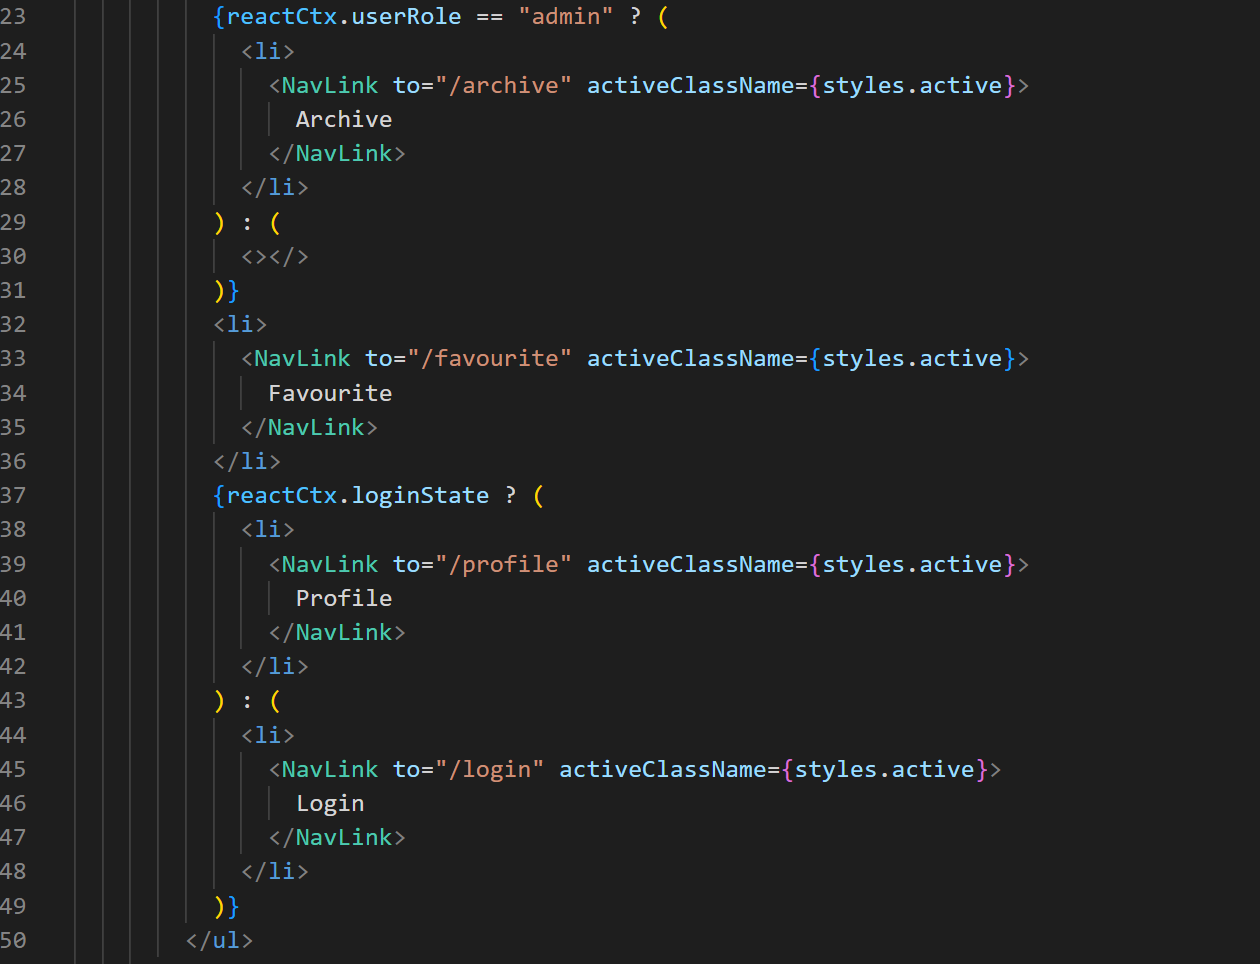 23 {reactCtx.userRole == "admin" ? (
24 <li>
25 <NavLink to="/archive" activeClassName={styles.active}>
26 Archive
27 </NavLink>
28 </li>
29 ) : (
30 <></>
31 )}
32 <li>
33 <NavLink to="/favourite" activeClassName={styles.active}>
34 Favourite
35 </NavLink>
36 </li>
37 {reactCtx.loginState ? (
38 <li>
39 <NavLink to="/profile" activeClassName={styles.active}>
40 Profile
41 </NavLink>
42 </li>
43 ) : (
44 <li>
45 <NavLink to="/login" activeClassName={styles.active}>
46 Login
47 </NavLink>
48 </li>
49 )}
50 </ul>